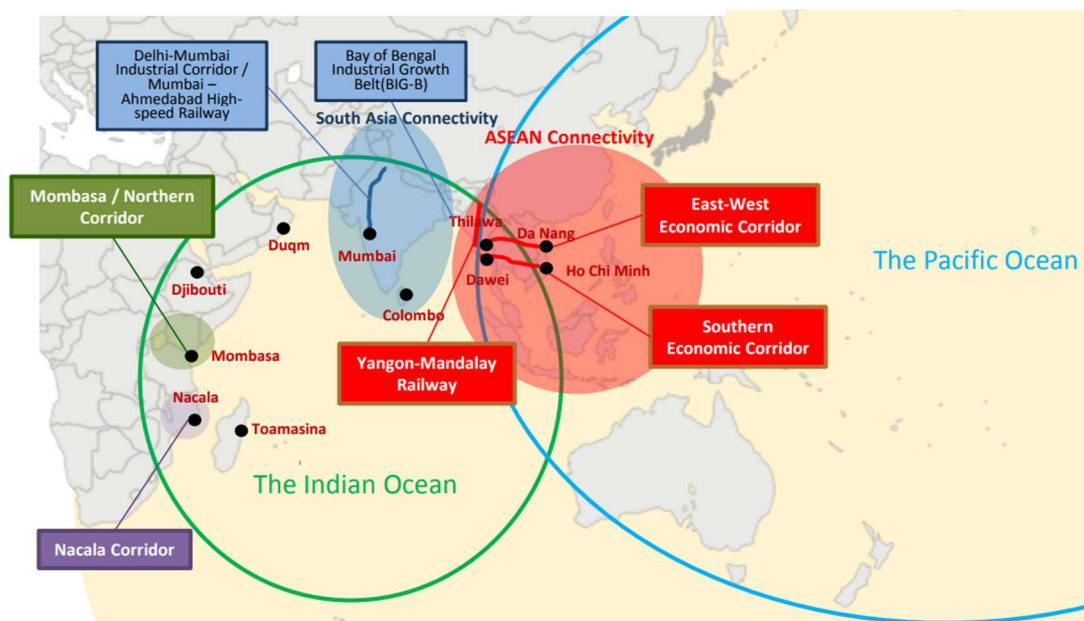 Delhi-Mumbai
Industrial Corridor /
Mumbai –
Ahmedabad High-
speed Railway
Bay of Bengal
Industrial Growth
Belt(BIG-B)
South Asia Connectivity
ASEAN Connectivity
Mombasa / Northern
Corridor
East-West
Economic Corridor
Thilawa
Da Nang
Duqm
Mumbai
Dawei
Ho Chi Minh
The Pacific Ocean
Djibouti
Colombo
Southern
Economic Corridor
Yangon-Mandalay
Railway
Mombasa
Nacala
Toamasina
The Indian Ocean
Nacala Corridor